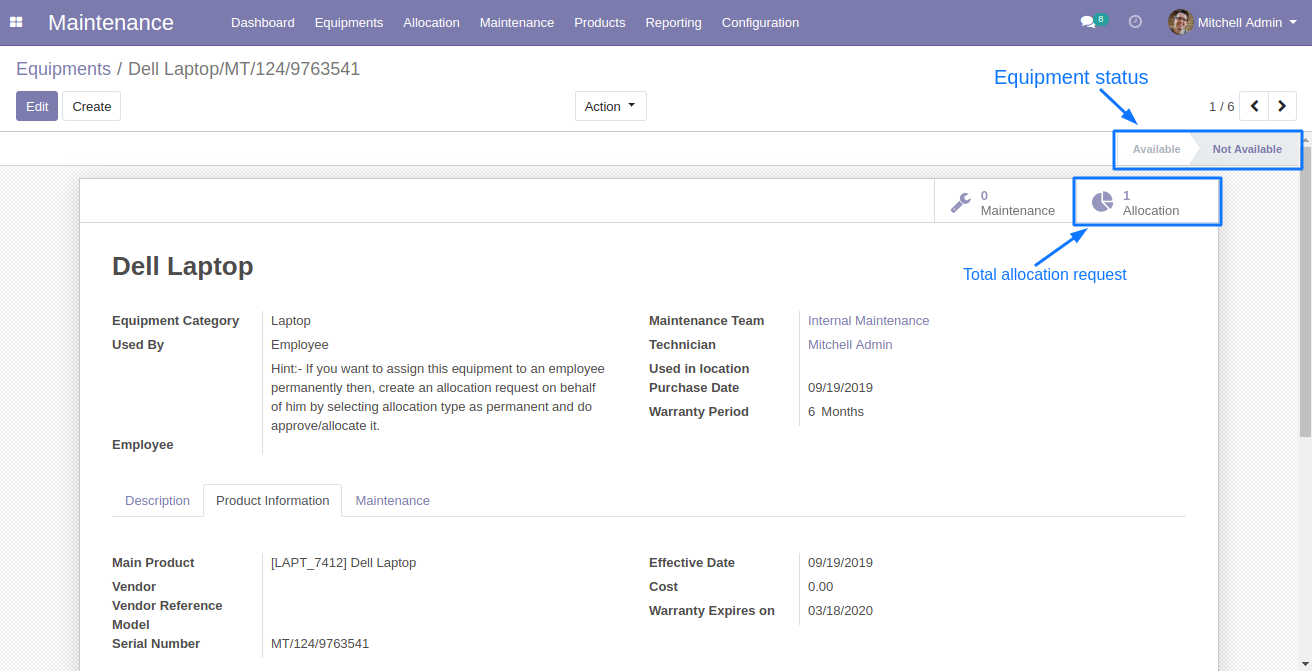 Maintenance Dashboard Equipments Allocation Maintenance Products Reporting Configuration 8 Mitchell Admin
Equipments / Dell Laptop/MT/124/9763541
Equipment status
Edit Create Action 1 / 6
Available Not Available
0 Maintenance
1 Allocation
Total allocation request
Dell Laptop
Equipment Category Laptop
Used By Employee
Hint:- If you want to assign this equipment to an employee
permanently then, create an allocation request on behalf
of him by selecting allocation type as permanent and do
approve/allocate it.
Employee
Maintenance Team Internal Maintenance
Technician Mitchell Admin
Used in location
Purchase Date 09/19/2019
Warranty Period 6 Months
Description Product Information Maintenance
Main Product [LAPT_7412] Dell Laptop
Vendor
Vendor Reference
Model
Serial Number MT/124/9763541
Effective Date 09/19/2019
Cost 0.00
Warranty Expires on 03/18/2020